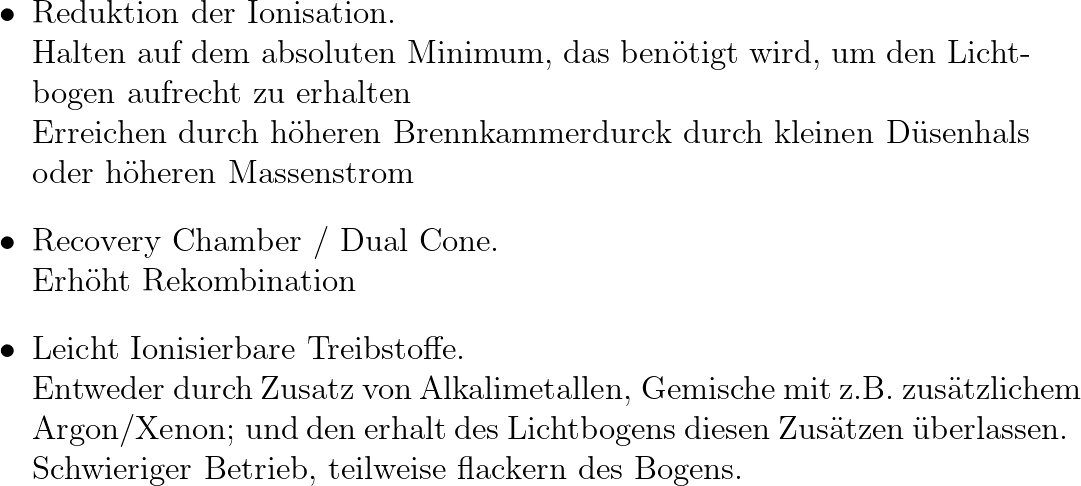 • Reduktion der Ionisation.
Halten auf dem absoluten Minimum, das benötigt wird, um den Licht-
bogen aufrecht zu erhalten
Erreichen durch höheren Brennkammerdurck durch kleinen Düsenhals
oder höheren Massenstrom
• Recovery Chamber / Dual Cone.
Erhöht Rekombination
• Leicht Ionisierbare Treibstoffe.
Entweder durch Zusatz von Alkalimetallen, Gemische mit z.B. zusätzlichem
Argon/Xenon; und den erhalt des Lichtbogens diesen Zusätzen überlassen.
Schwieriger Betrieb, teilweise flackern des Bogens.